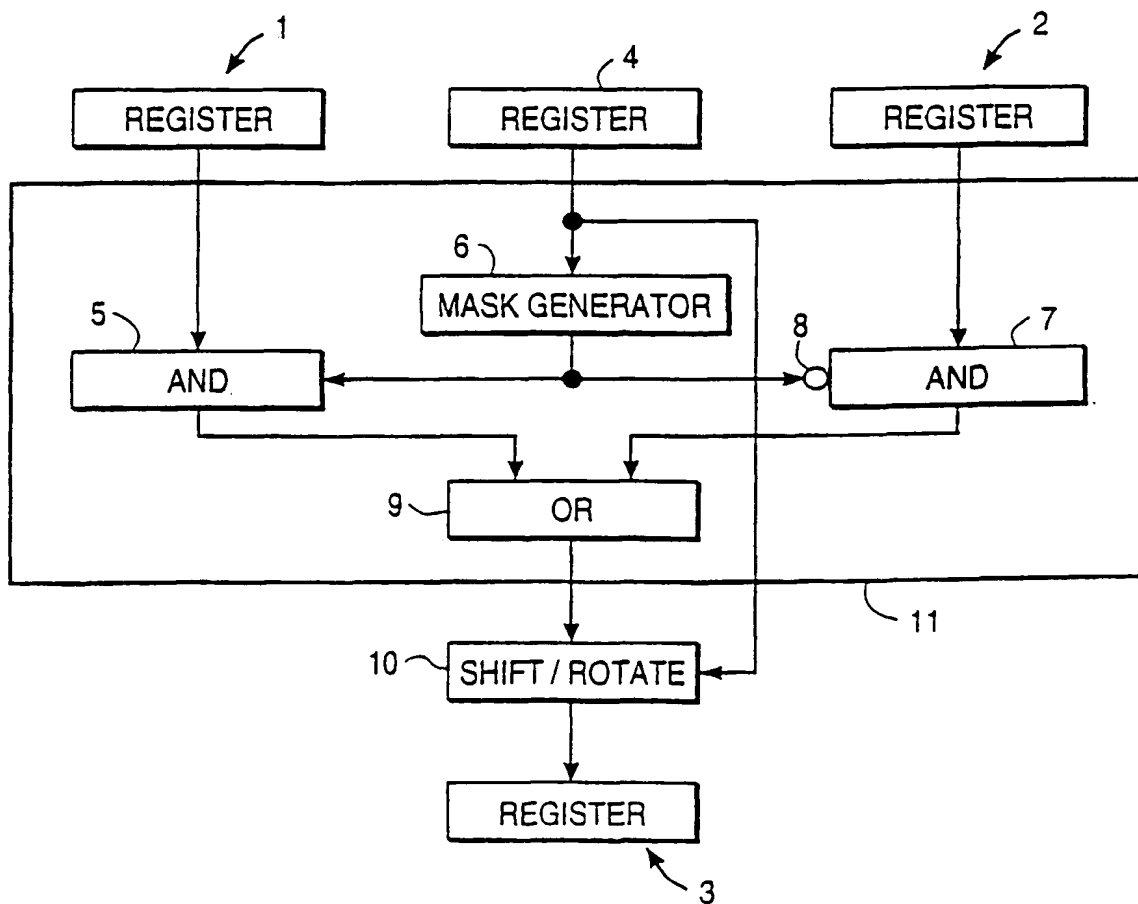 1
2
4
REGISTER
REGISTER
REGISTER
6
MASK GENERATOR
5
8
7
AND
AND
9
OR
11
10
SHIFT / ROTATE
REGISTER
3